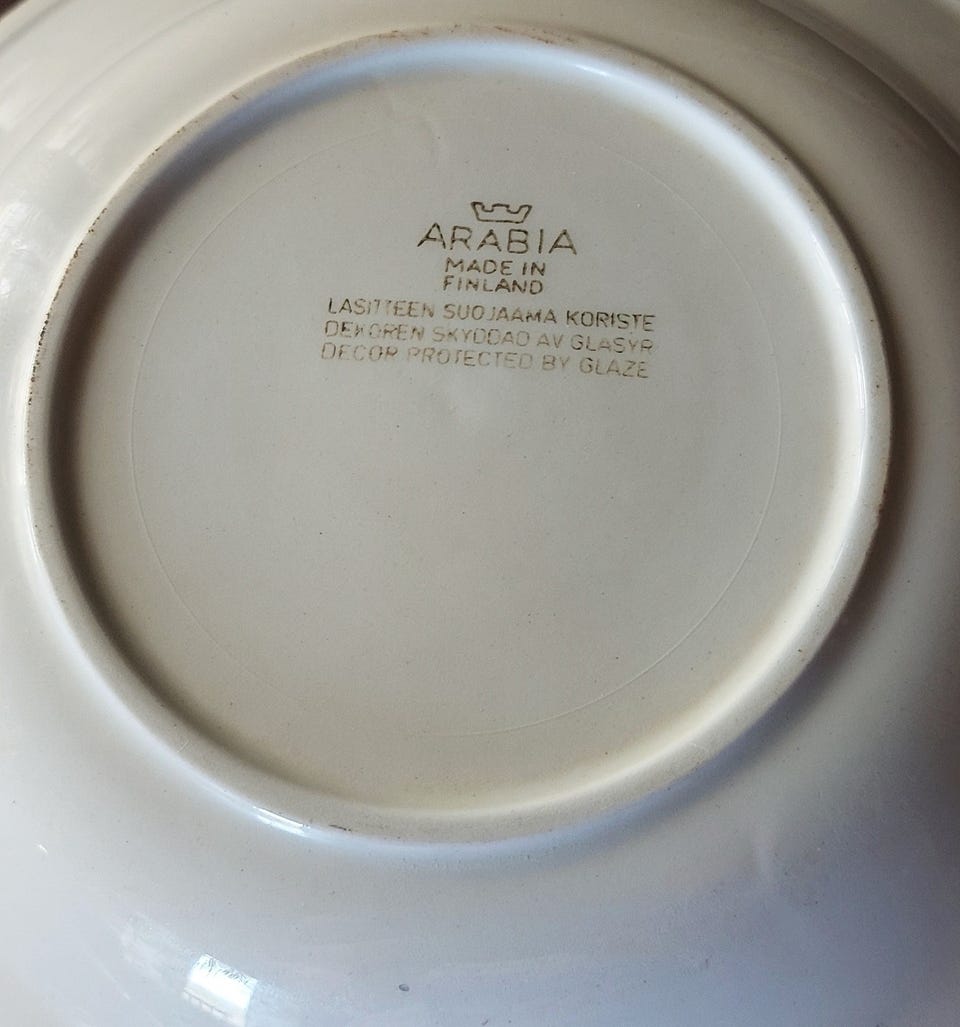 ARABIA
MADE IN
FINLAND
LASITTEEN SUOJAAMA KORISTE
DEKOREN SKYDDAD AV GLASYR
DECOR PROTECTED BY GLAZE